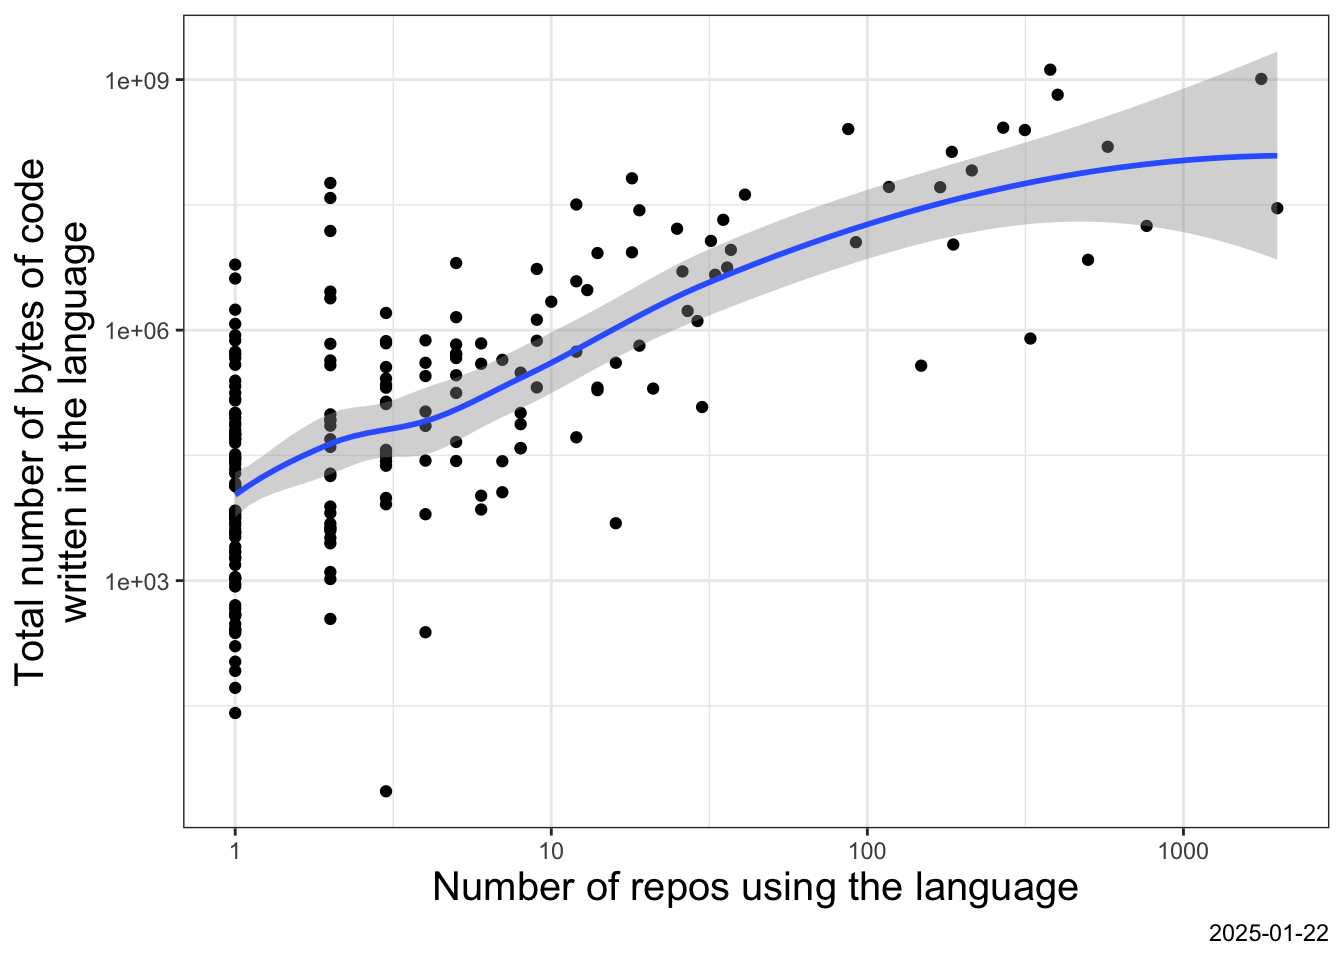 Total number of bytes of code
written in the language
1e+09
1e+06
1e+03
1
10
100
1000
Number of repos using the language
2025-01-22